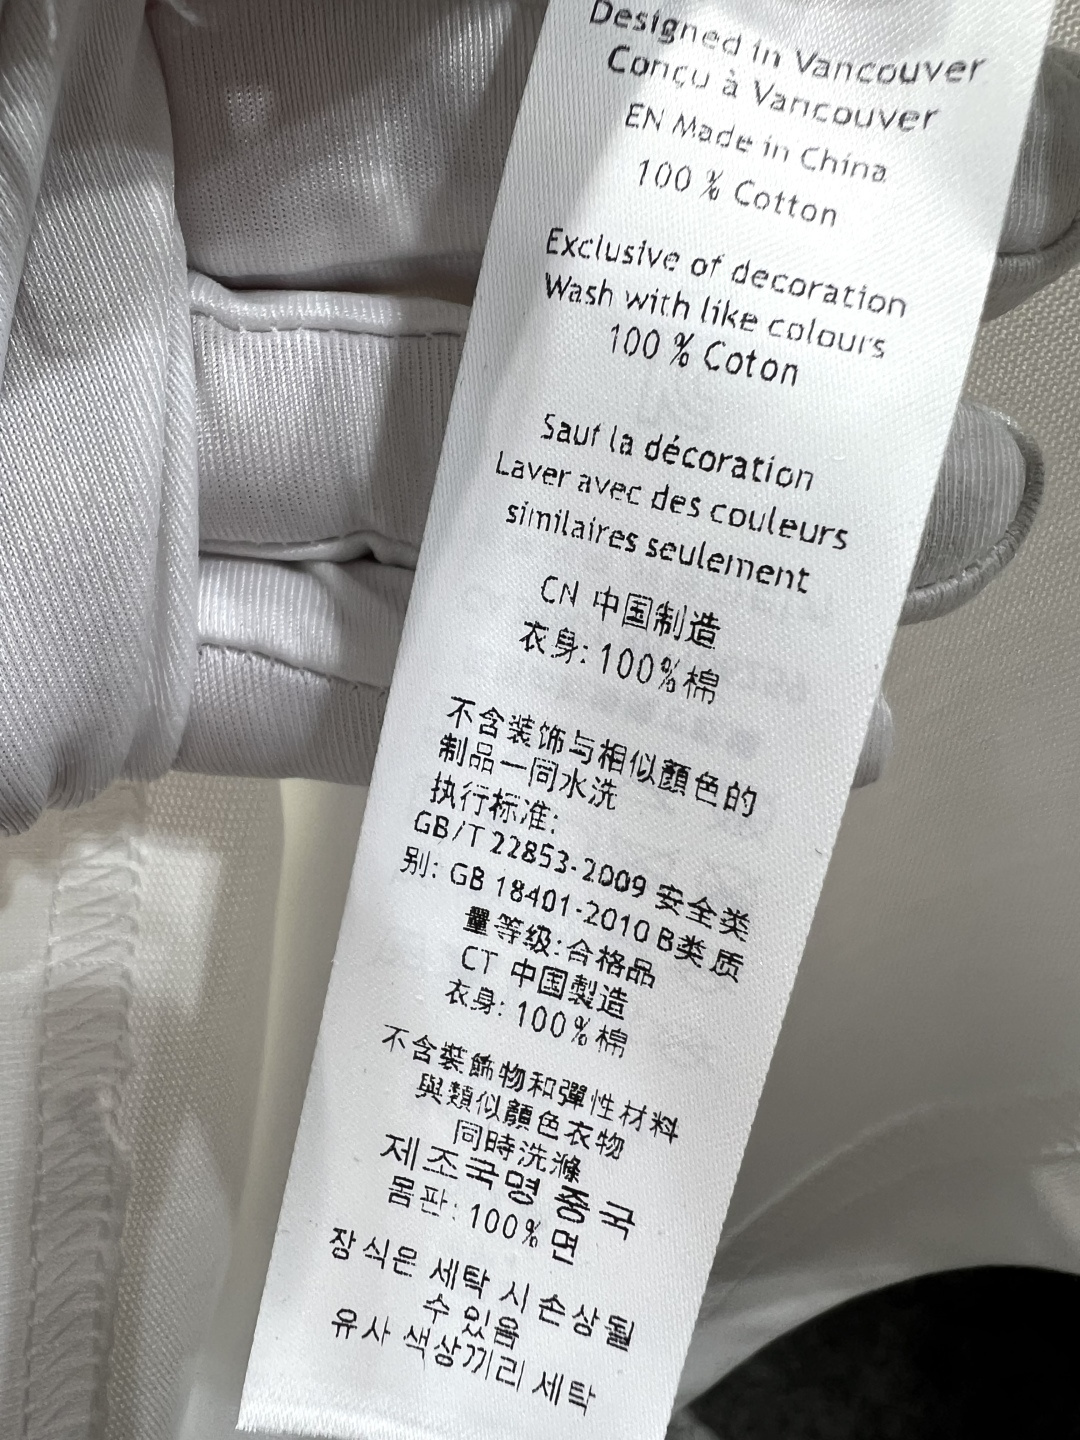 Designed in Vancouver
Conçu à Vancouver
EN Made in China
100 % Cotton
Exclusive of decoration
Wash with like colours
100 % Coton
Sauf la décoration
Laver avec des couleurs
similaires seulement
CN 中国制造
衣身: 100%棉
不含装饰与相似顏色的
制品一同水洗
执行标准:
GB/T 22853-2009 安全类
别: GB 18401-2010 B类 质
量等级: 合格品
CT 中国製造
衣身: 100%棉
不含裝飾物和彈性材料
與類似顏色衣物
同時洗滌
제조국명 중국
몸판: 100% 면
장식은 세탁 시 손상될
수 있음
유사 색상끼리 세탁